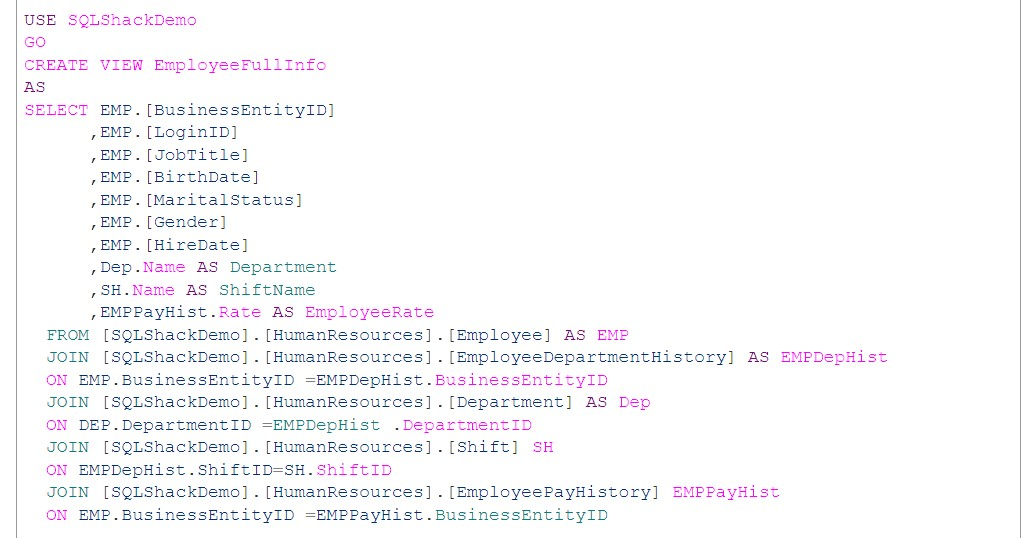 USE SQLShackDemo
GO
CREATE VIEW EmployeeFullInfo
AS
SELECT EMP.[BusinessEntityID]
,EMP.[LoginID]
,EMP.[JobTitle]
,EMP.[BirthDate]
,EMP.[MaritalStatus]
,EMP.[Gender]
,EMP.[HireDate]
,Dep.Name AS Department
,SH.Name AS ShiftName
,EMPPayHist.Rate AS EmployeeRate
FROM [SQLShackDemo].[HumanResources].[Employee] AS EMP
JOIN [SQLShackDemo].[HumanResources].[EmployeeDepartmentHistory] AS EMPDepHist
ON EMP.BusinessEntityID =EMPDepHist.BusinessEntityID
JOIN [SQLShackDemo].[HumanResources].[Department] AS Dep
ON DEP.DepartmentID =EMPDepHist .DepartmentID
JOIN [SQLShackDemo].[HumanResources].[Shift] SH
ON EMPDepHist.ShiftID=SH.ShiftID
JOIN [SQLShackDemo].[HumanResources].[EmployeePayHistory] EMPPayHist
ON EMP.BusinessEntityID =EMPPayHist.BusinessEntityID